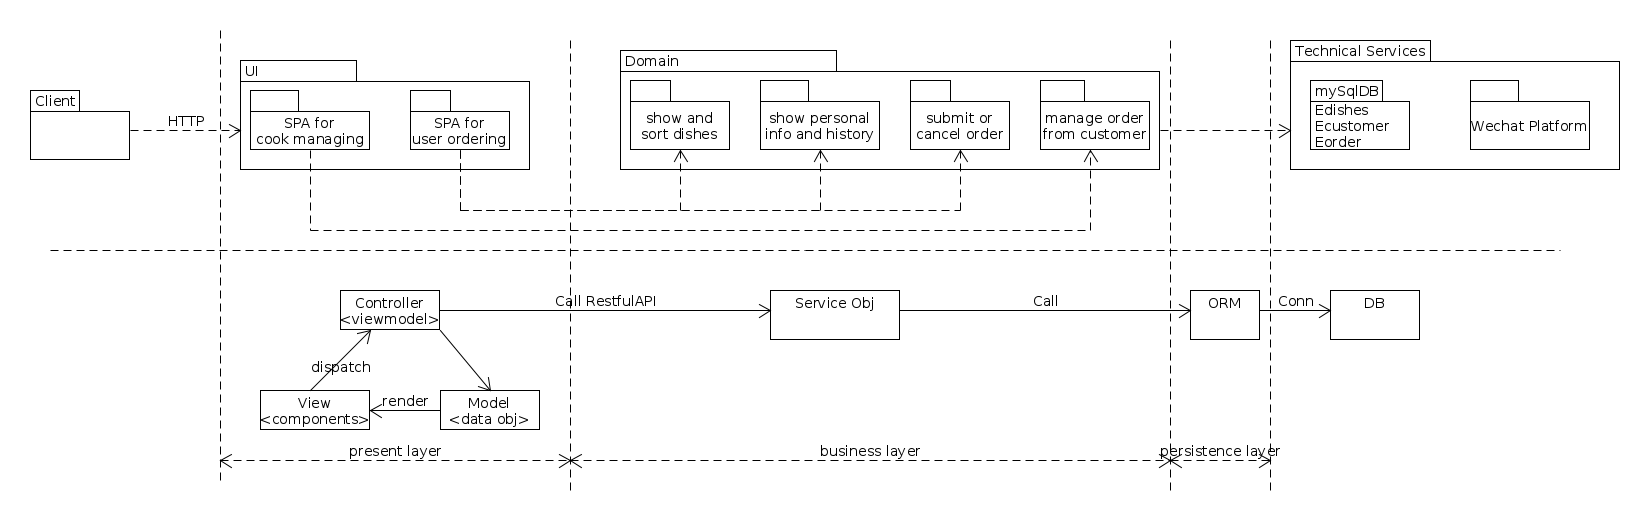 Client
HTTP
UI
SPA for
cook managing
SPA for
user ordering
Domain
show and
sort dishes
show personal
info and history
submit or
cancel order
manage order
from customer
Technical Services
mySqlDB
Edishes
Ecustomer
Eorder
Wechat Platform
Controller
<viewmodel>
Call RestfulAPI
Service Obj
Call
ORM
Conn
DB
dispatch
View
<components>
render
Model
<data obj>
present layer
business layer
persistence layer